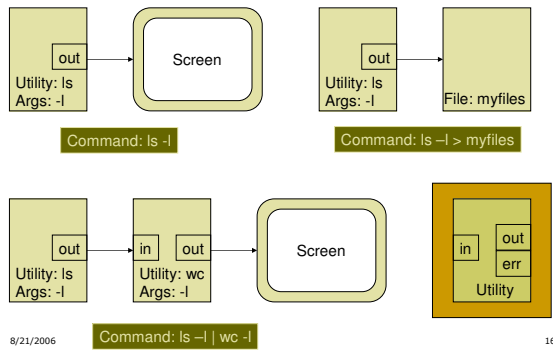 out
Utility: ls
Args: -l
Screen
Command: ls -l
out
Utility: ls
Args: -l
File: myfiles
Command: ls –l > myfiles
out
Utility: ls
Args: -l
in out
Utility: wc
Args: -l
Screen
Command: ls –l | wc -l
in
out
err
Utility
8/21/2006
16